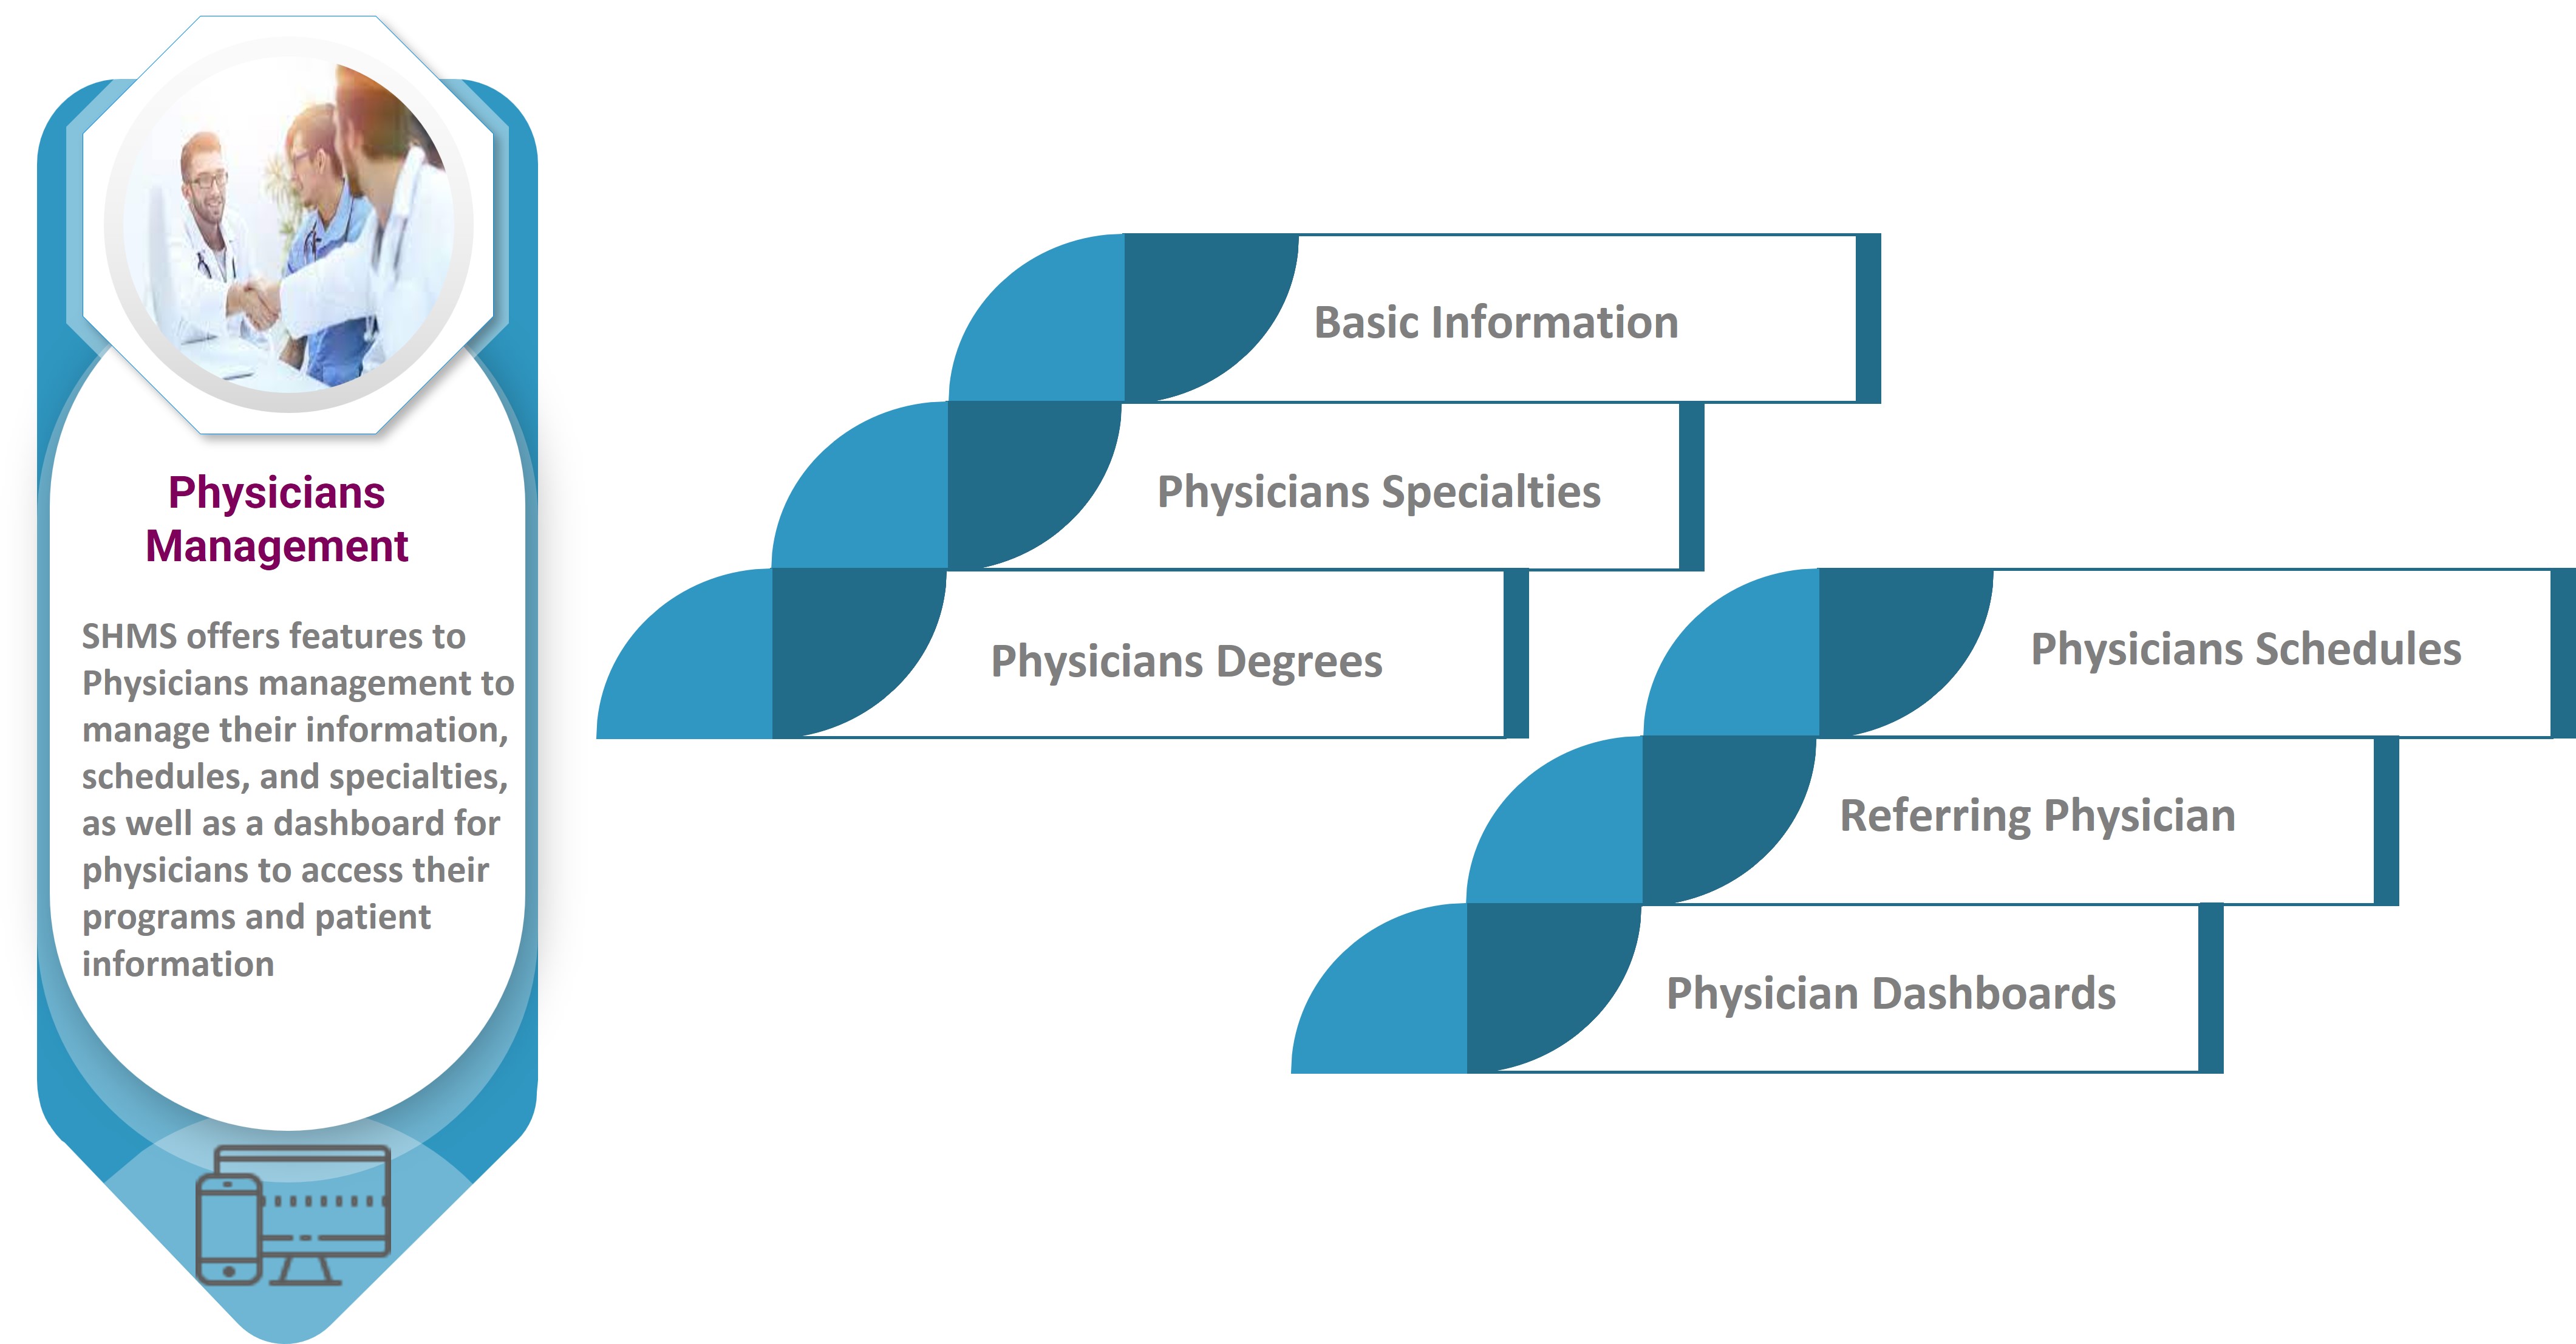 Physicians
Management
SHMS offers features to
Physicians management to
manage their information,
schedules, and specialties,
as well as a dashboard for
physicians to access their
programs and patient
information
Basic Information
Physicians Specialties
Physicians Degrees
Physicians Schedules
Referring Physician
Physician Dashboards